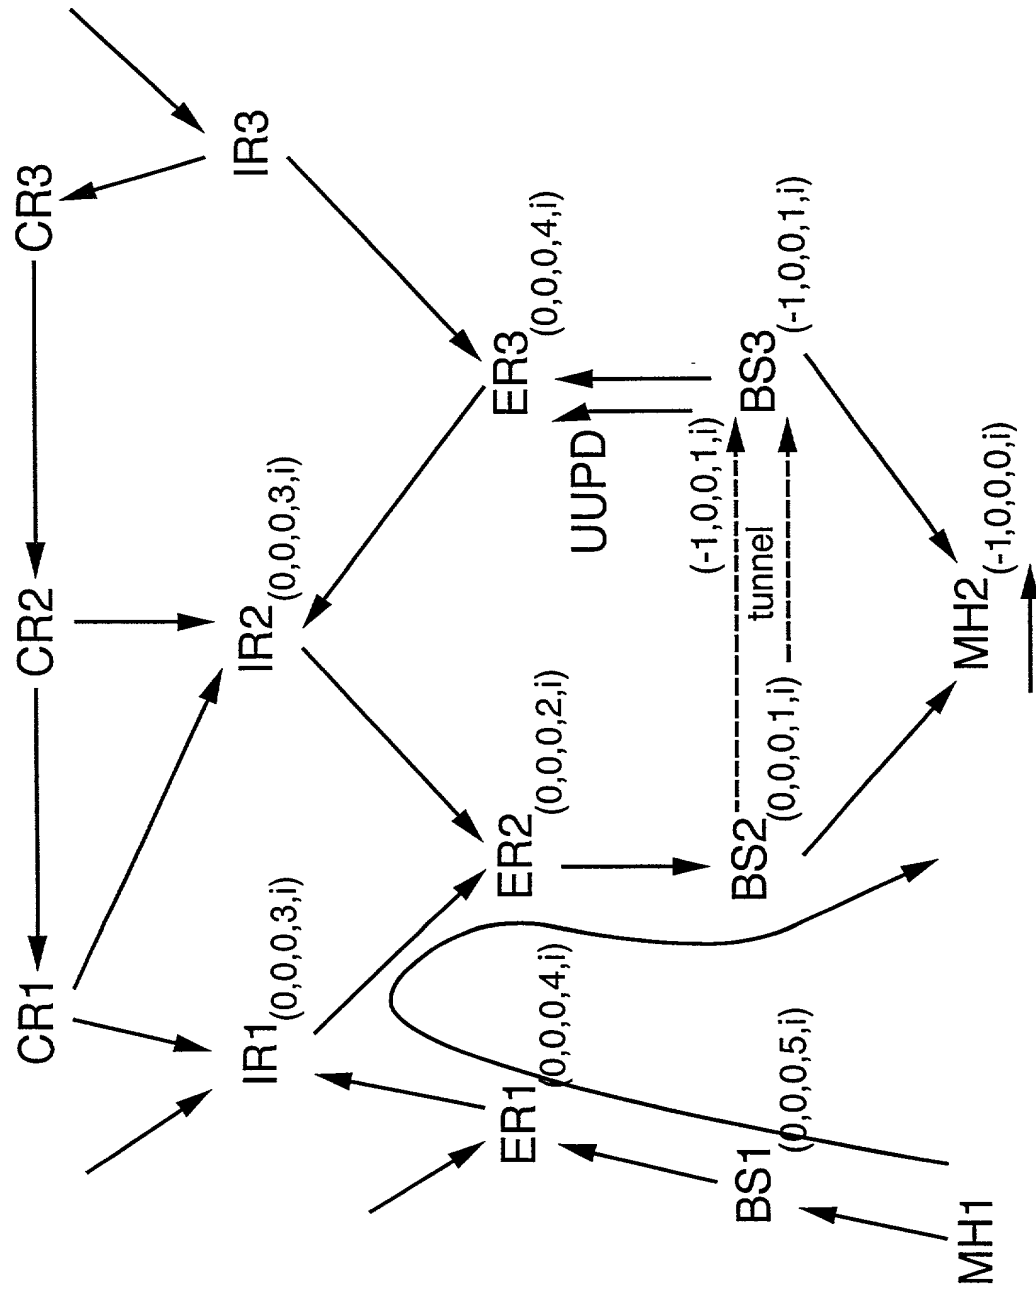 CR1
CR2
CR3
IR1(0,0,0,3,i)
IR2(0,0,0,3,i)
IR3
ER1(0,0,0,4,i)
ER2(0,0,0,2,i)
ER3(0,0,0,4,i)
UUPD
(-1,0,0,1,i)
tunnel
BS1(0,0,0,5,i)
BS2(0,0,0,1,i)
BS3(-1,0,0,1,i)
MH1
MH2(-1,0,0,0,i)